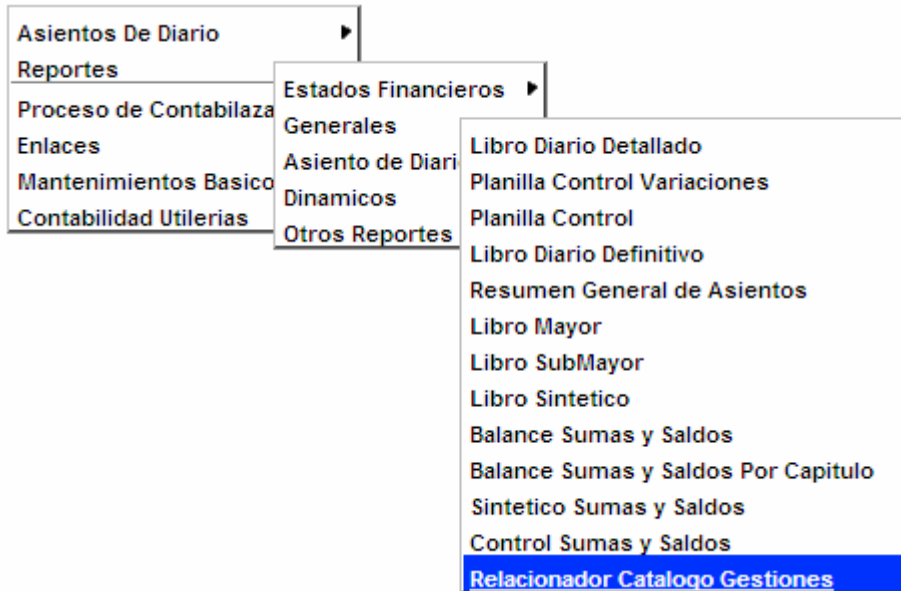 Asientos De Diario
Reportes
Proceso de Contabilaza
Enlaces
Mantenimientos Basico
Contabilidad Utilerias
Estados Financieros
Generales
Asiento de Diari
Dinamicos
Otros Reportes
Libro Diario Detallado
Planilla Control Variaciones
Planilla Control
Libro Diario Definitivo
Resumen General de Asientos
Libro Mayor
Libro SubMayor
Libro Sintetico
Balance Sumas y Saldos
Balance Sumas y Saldos Por Capitulo
Sintetico Sumas y Saldos
Control Sumas y Saldos
Relacionador Catalogo Gestiones